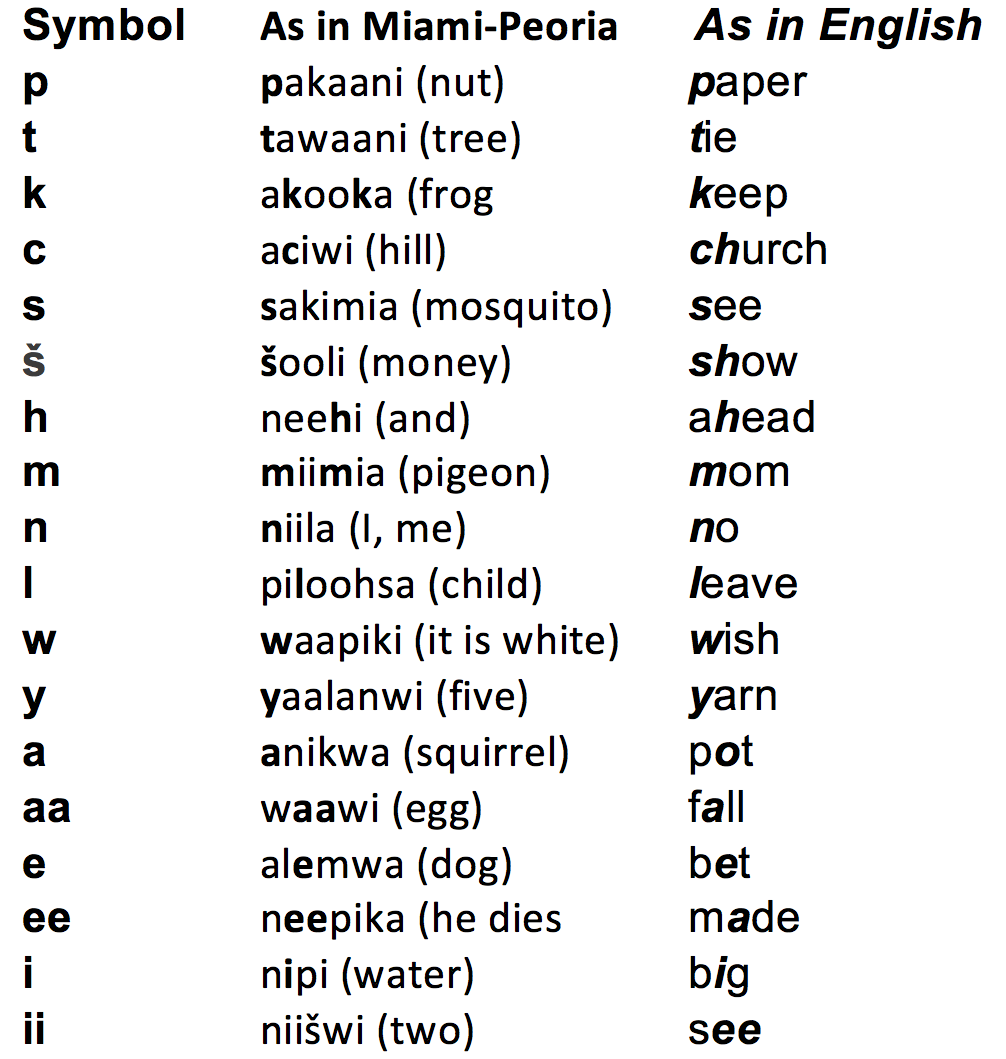 Symbol As in Miami-Peoria As in English
p pakaani (nut) paper
t tawaani (tree) tie
k akooka (frog keep
c aciwi (hill) church
s sakimia (mosquito) see
š šooli (money) show
h neehi (and) ahead
m miimia (pigeon) mom
n niila (I, me) no
l piloohsa (child) leave
w waapiki (it is white) wish
y yaalanwi (five) yarn
a anikwa (squirrel) pot
aa waawi (egg) fall
e alemwa (dog) bet
ee neepika (he dies made
i nipi (water) big
ii niišwi (two) see